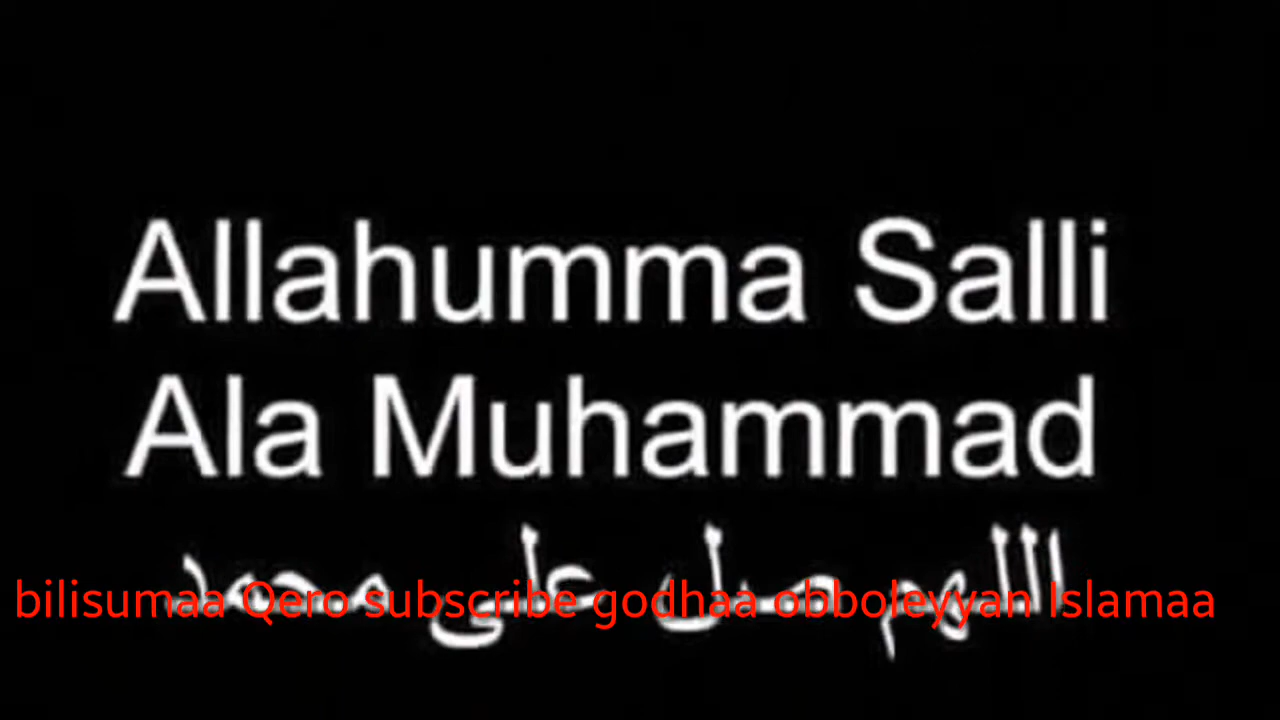 Allahumma Salli
Ala Muhammad
اللهم صل على محمد
bilisumaa Qero subscribe godhaa obboleyyan Islamaa